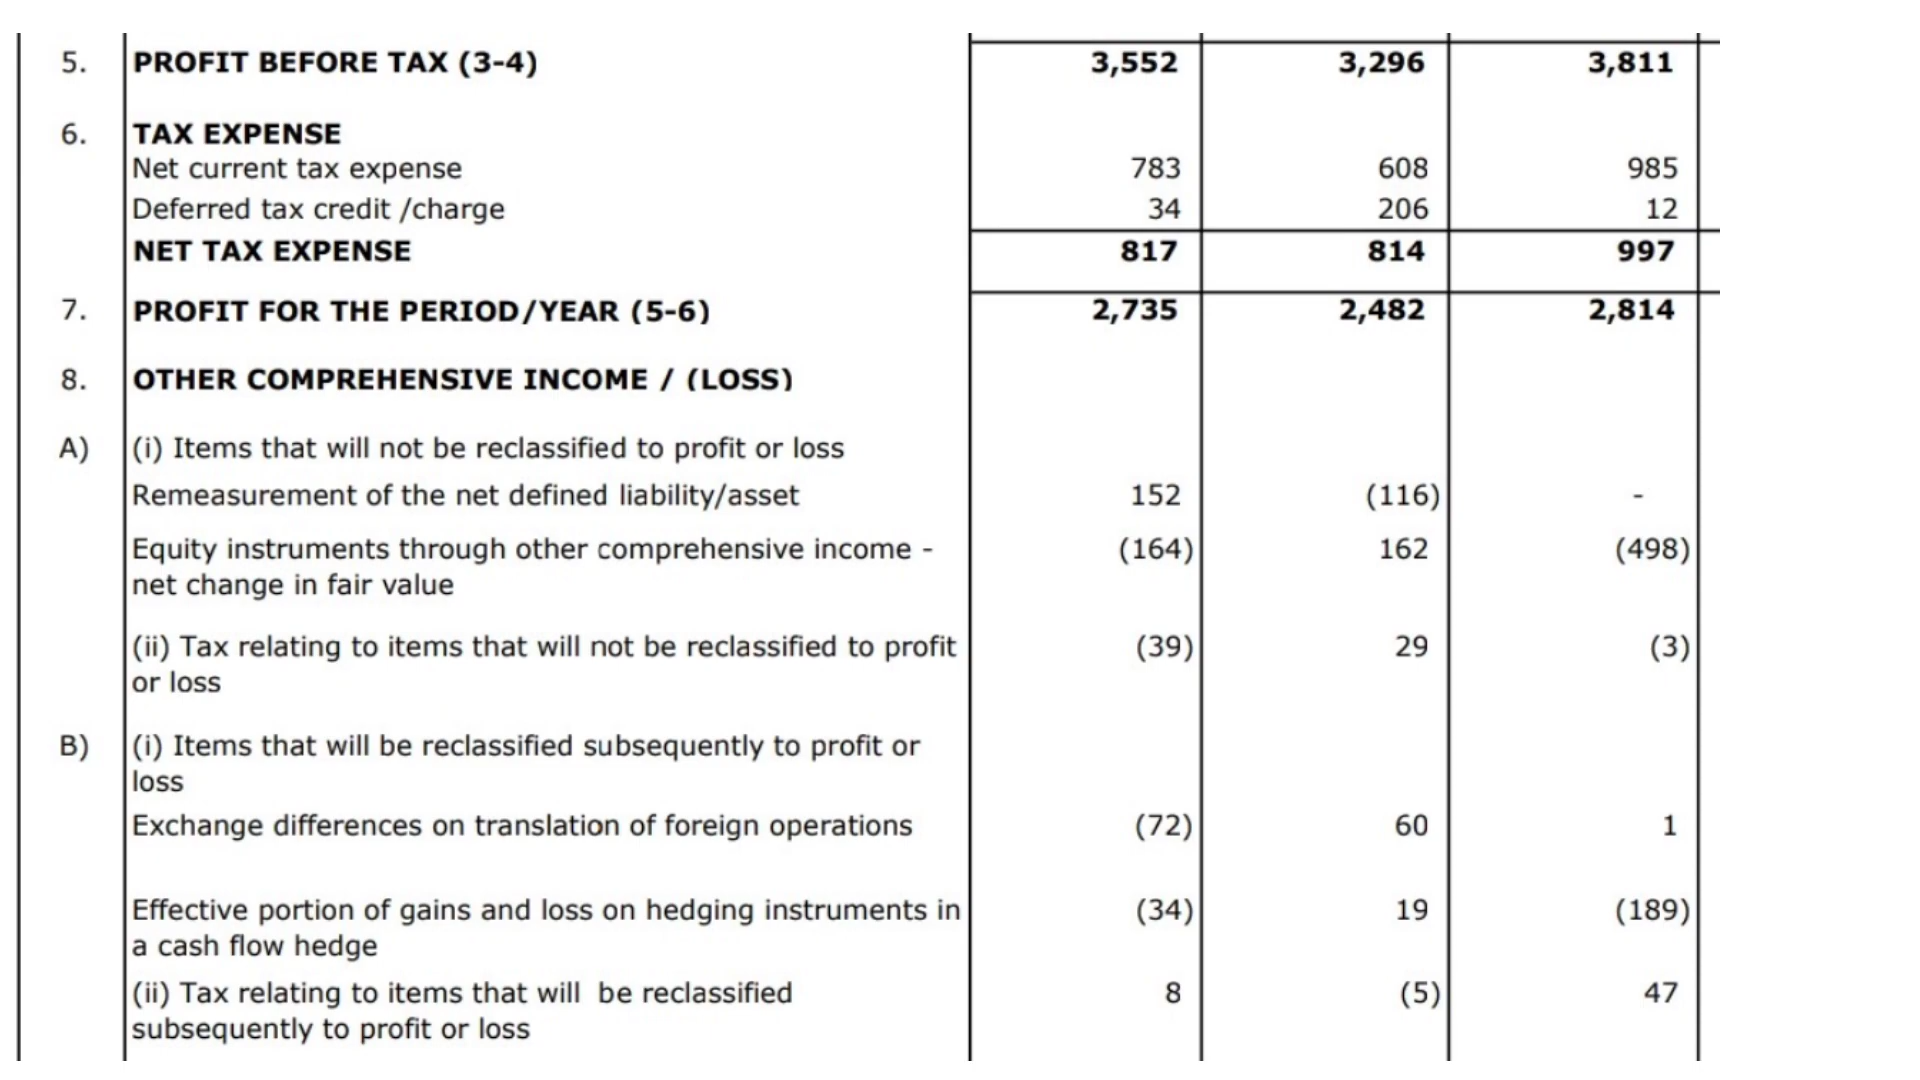 5. PROFIT BEFORE TAX (3-4) 3,552 3,296 3,811
6. TAX EXPENSE
Net current tax expense 783 608 985
Deferred tax credit /charge 34 206 12
NET TAX EXPENSE 817 814 997
7. PROFIT FOR THE PERIOD/YEAR (5-6) 2,735 2,482 2,814
8. OTHER COMPREHENSIVE INCOME / (LOSS)
A) (i) Items that will not be reclassified to profit or loss
Remeasurement of the net defined liability/asset 152 (116) -
Equity instruments through other comprehensive income - (164) 162 (498)
net change in fair value
(ii) Tax relating to items that will not be reclassified to profit (39) 29 (3)
or loss
B) (i) Items that will be reclassified subsequently to profit or
loss
Exchange differences on translation of foreign operations (72) 60 1
Effective portion of gains and loss on hedging instruments in (34) 19 (189)
a cash flow hedge
(ii) Tax relating to items that will be reclassified 8 (5) 47
subsequently to profit or loss